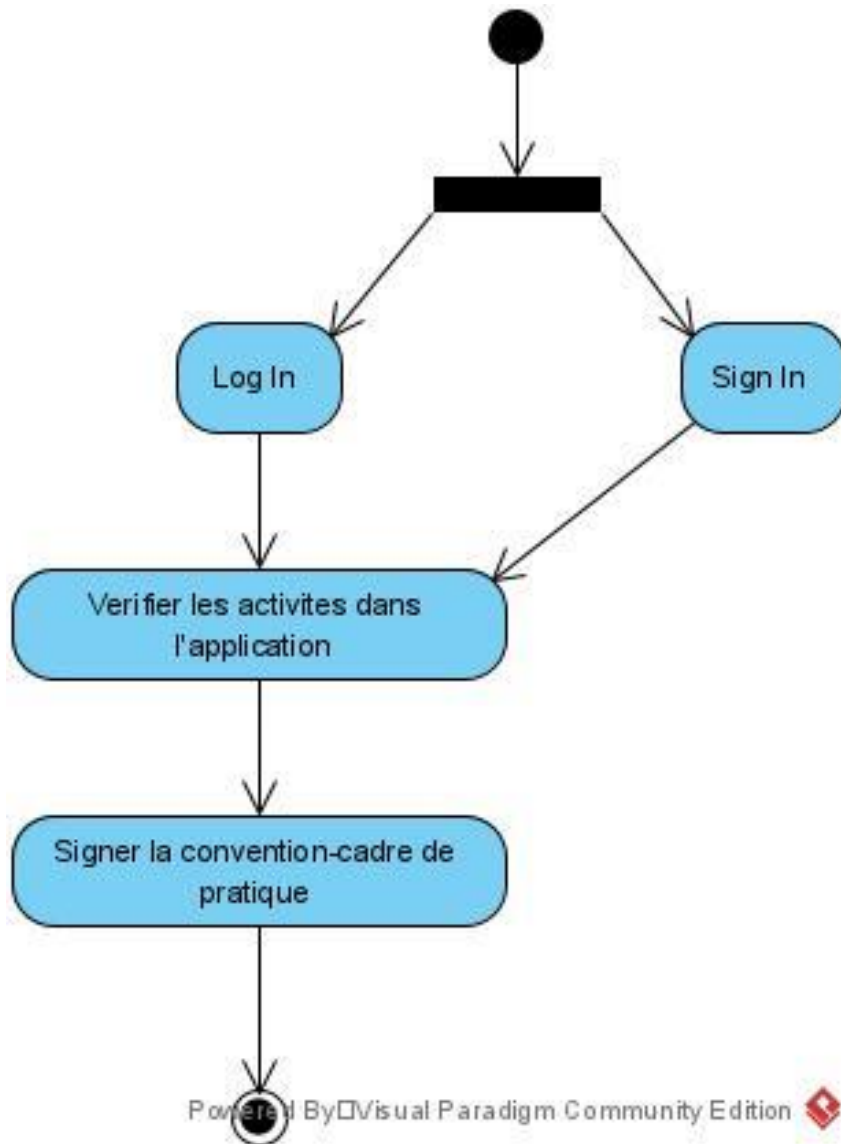 Log In
Sign In
Verifier les activites dans
l'application
Signer la convention-cadre de
pratique
Powered By□Visual Paradigm Community Edition